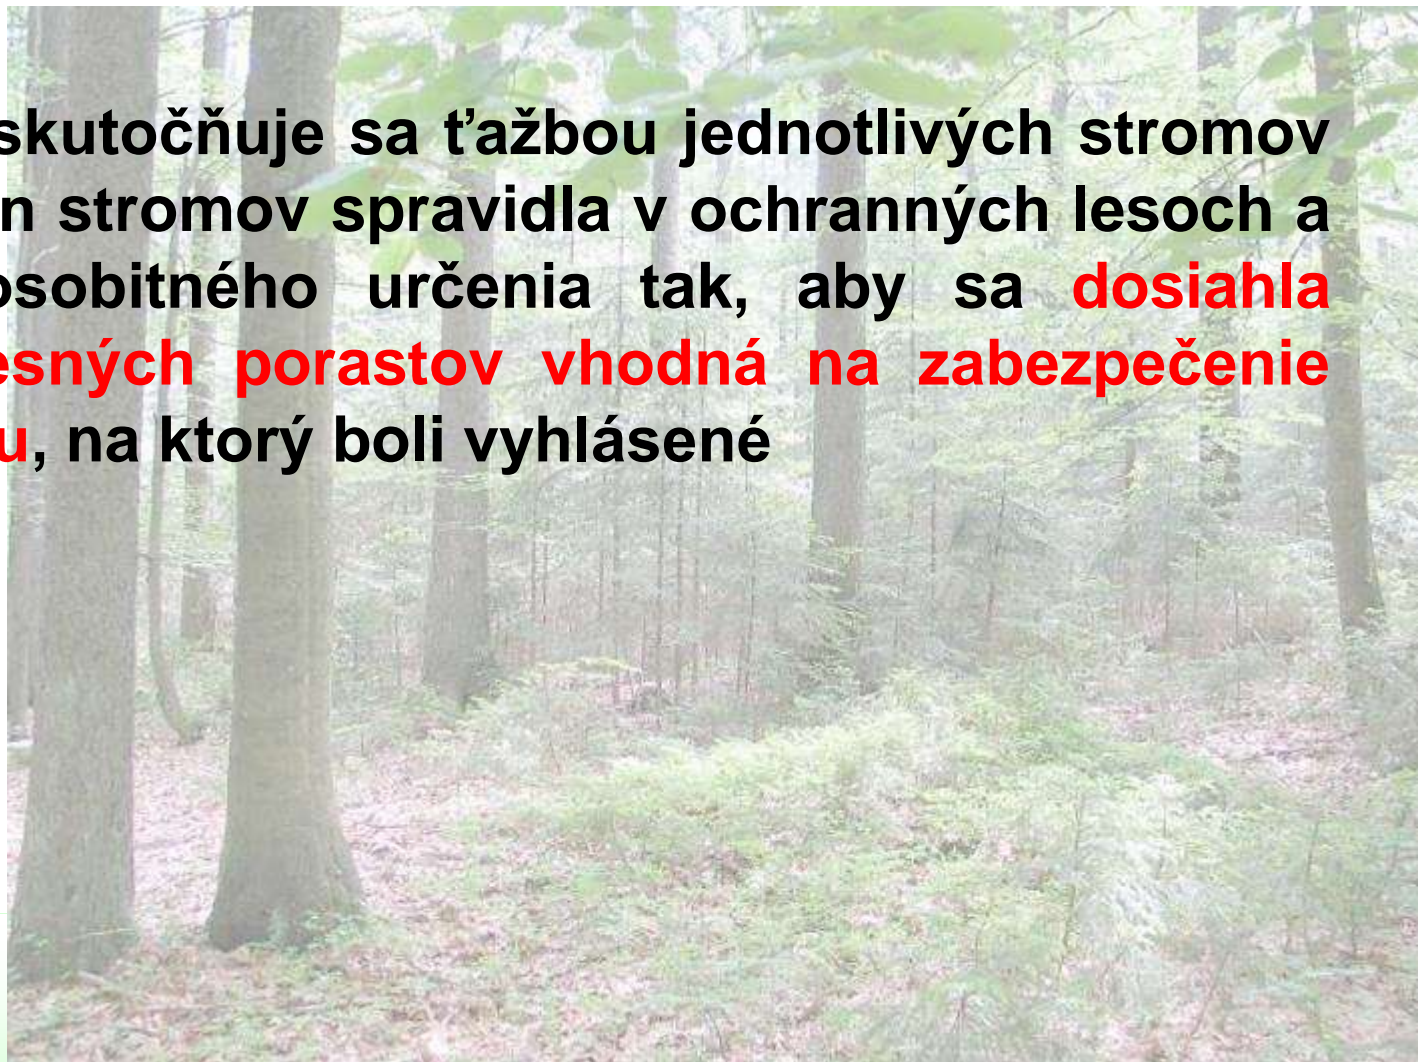 skutočňuje sa ťažbou jednotlivých stromov
n stromov spravidla v ochranných lesoch a
osobitného určenia tak, aby sa dosiahla
esných porastov vhodná na zabezpečenie
u, na ktorý boli vyhlásené